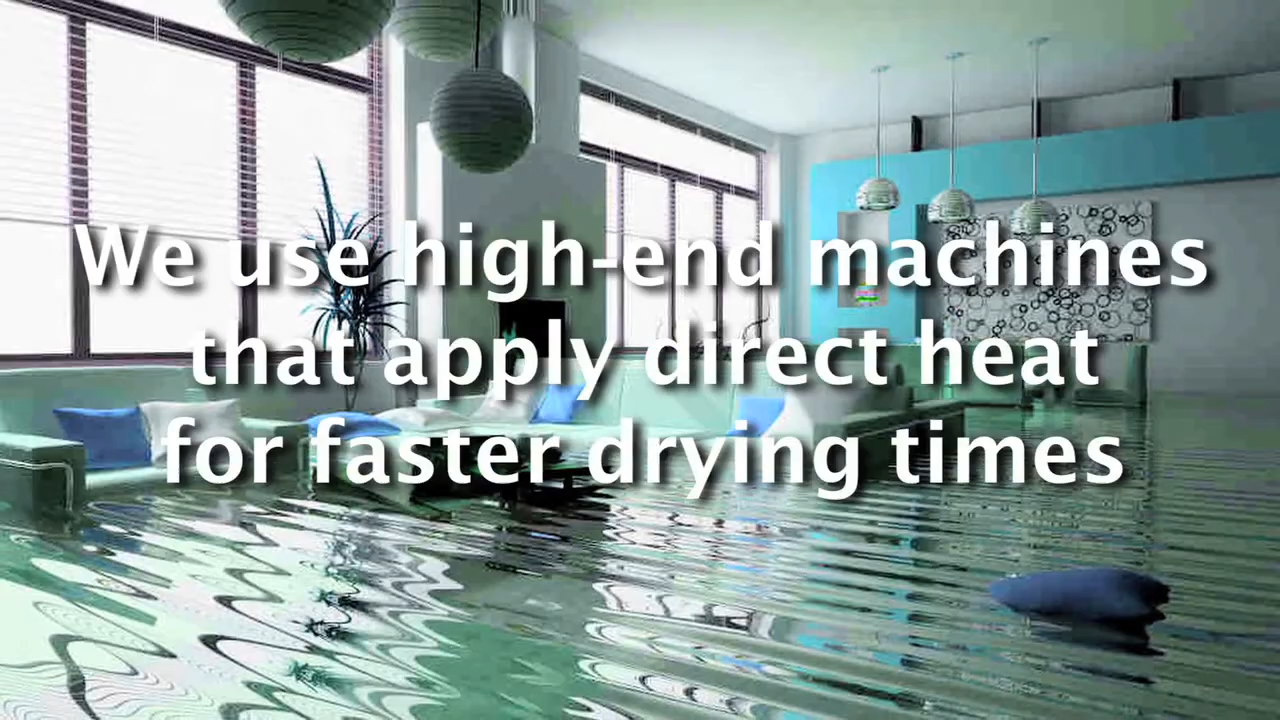 We use high-end machines
that apply direct heat
for faster drying times